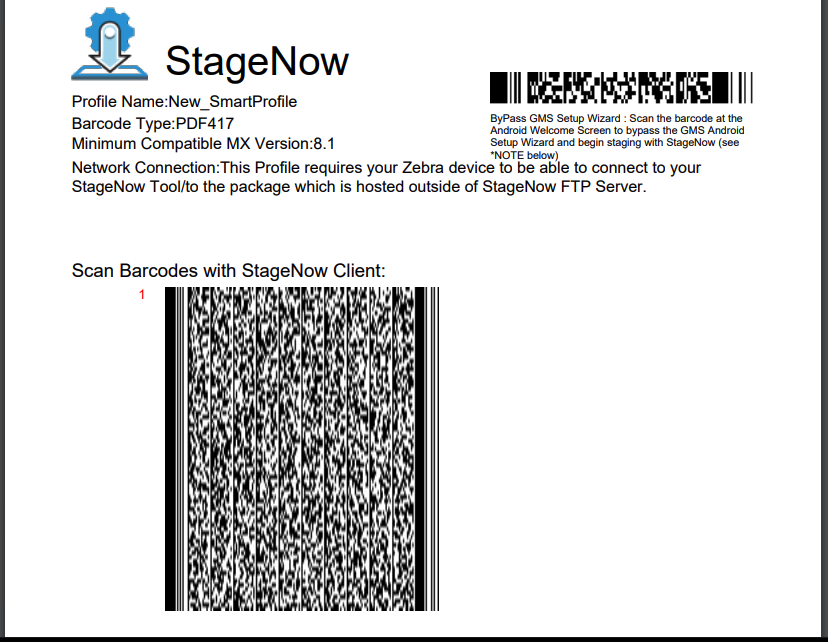 StageNow
Profile Name:New_SmartProfile
Barcode Type:PDF417
Minimum Compatible MX Version:8.1
ByPass GMS Setup Wizard : Scan the barcode at the
Android Welcome Screen to bypass the GMS Android
Setup Wizard and begin staging with StageNow (see
*NOTE below)
Network Connection:This Profile requires your Zebra device to be able to connect to your
StageNow Tool/to the package which is hosted outside of StageNow FTP Server.
Scan Barcodes with StageNow Client:
1